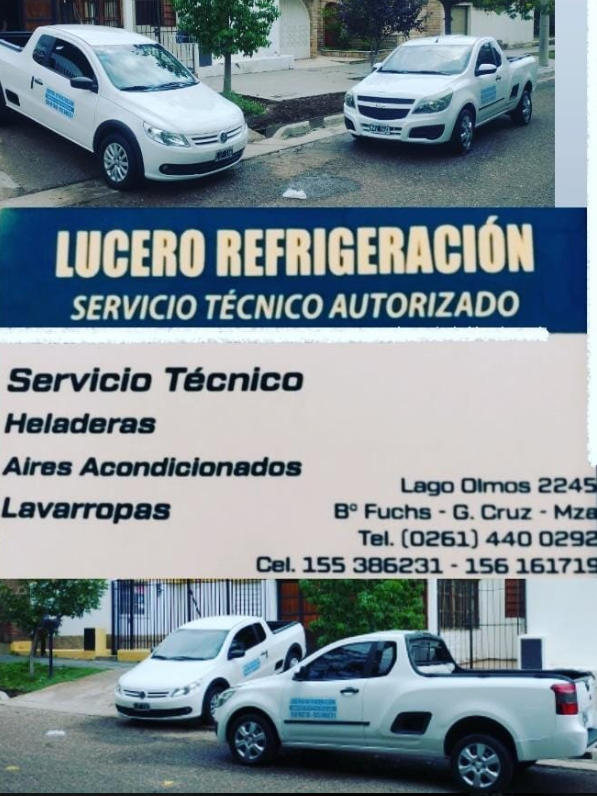 LUCERO REFRIGERACIÓN
SERVICIO TÉCNICO AUTORIZADO
Servicio Técnico
Heladeras
Aires Acondicionados
Lavarropas
Lago Olmos 2245
Bº Fuchs - G. Cruz - Mza
Tel. (0261) 440 0292
Cel. 155 386231 - 156 161719